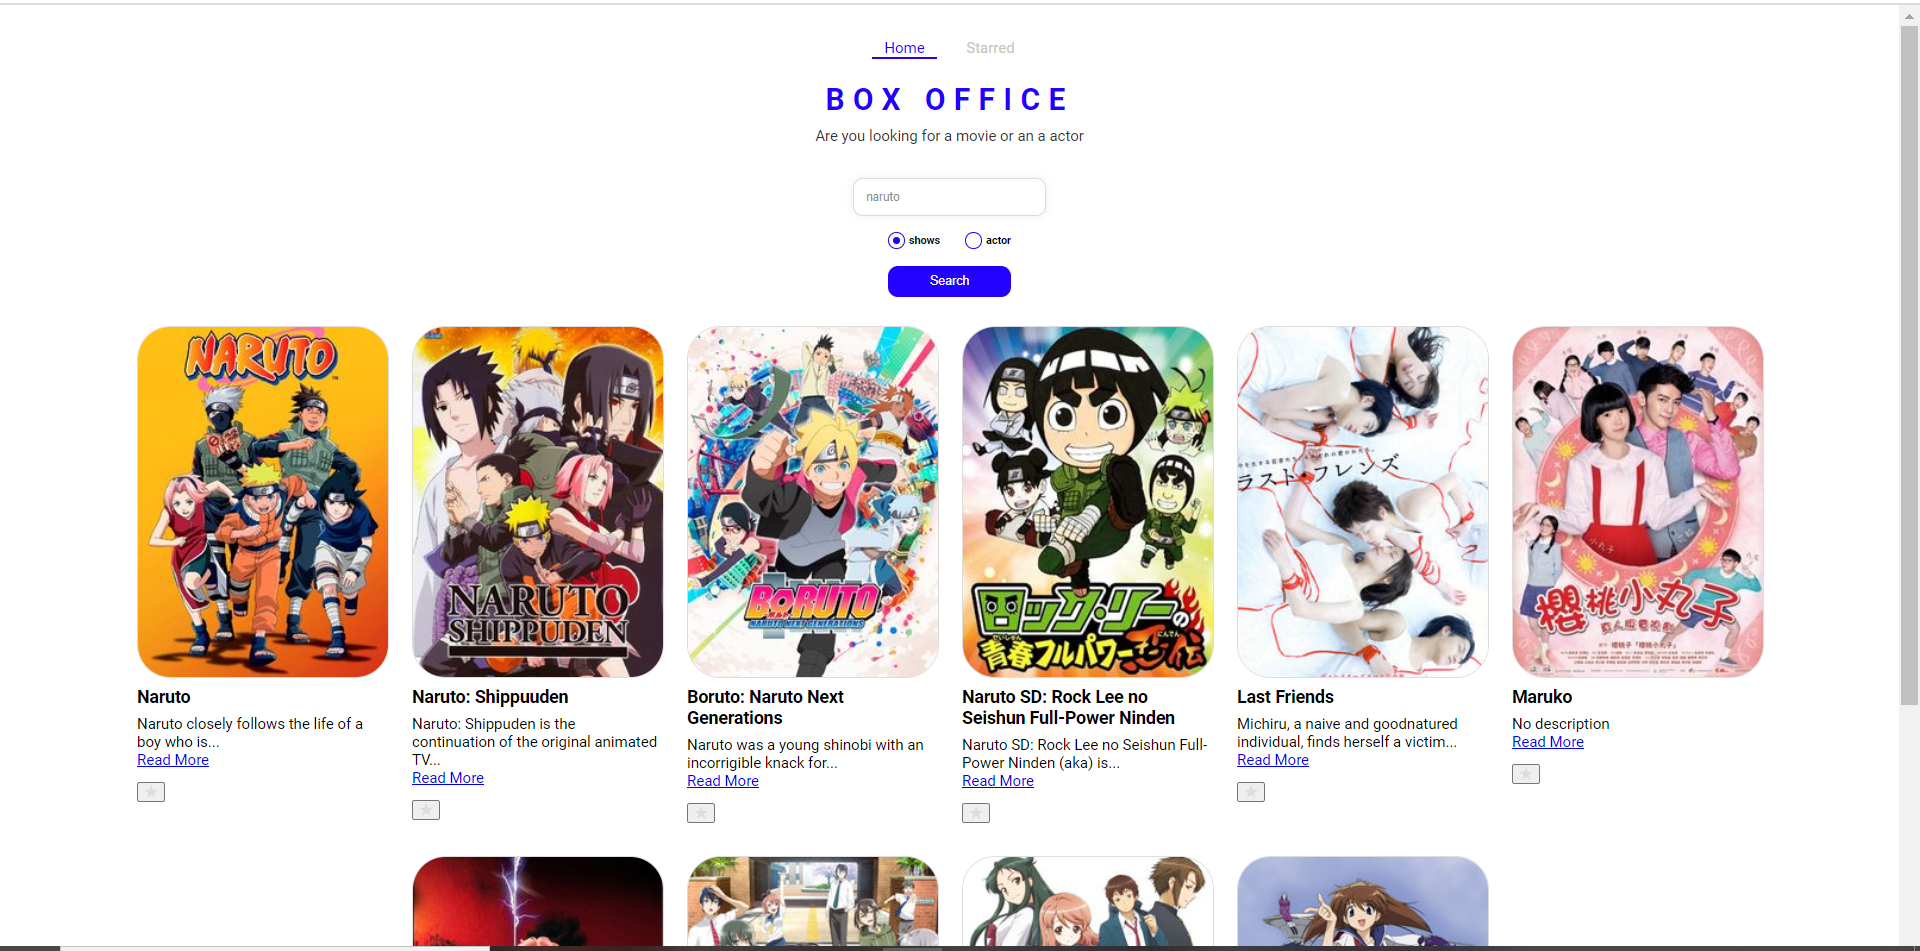 Home Starred
BOX OFFICE
Are you looking for a movie or an a actor
naruto
shows actor
Search
NARUTO
NARUTO
SHIPPUDEN
BORUTO
NARUTO NEXT GENERATIONS
ロック・リーの
青春フルパワー忍伝
ラスト・フレンズ
櫻桃小丸子
真人版電視劇
Naruto
Naruto closely follows the life of a
boy who is...
Read More
Naruto: Shippuuden
Naruto: Shippuden is the
continuation of the original animated
TV...
Read More
Boruto: Naruto Next
Generations
Naruto was a young shinobi with an
incorrigible knack for...
Read More
Naruto SD: Rock Lee no
Seishun Full-Power Ninden
Naruto SD: Rock Lee no Seishun Full-
Power Ninden (aka) is...
Read More
Last Friends
Michiru, a naive and goodnatured
individual, finds herself a victim...
Read More
Maruko
No description
Read More